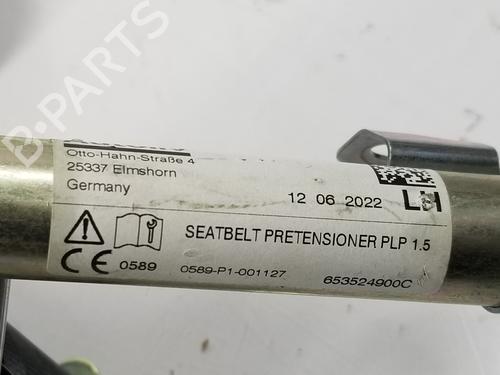 Otto-Hahn-Straße 4
25337 Elmshorn
Germany
12 06 2022 LH
SEATBELT PRETENSIONER PLP 1.5
CE 0589 0589-P1-001127 653524900C
B-PARTS